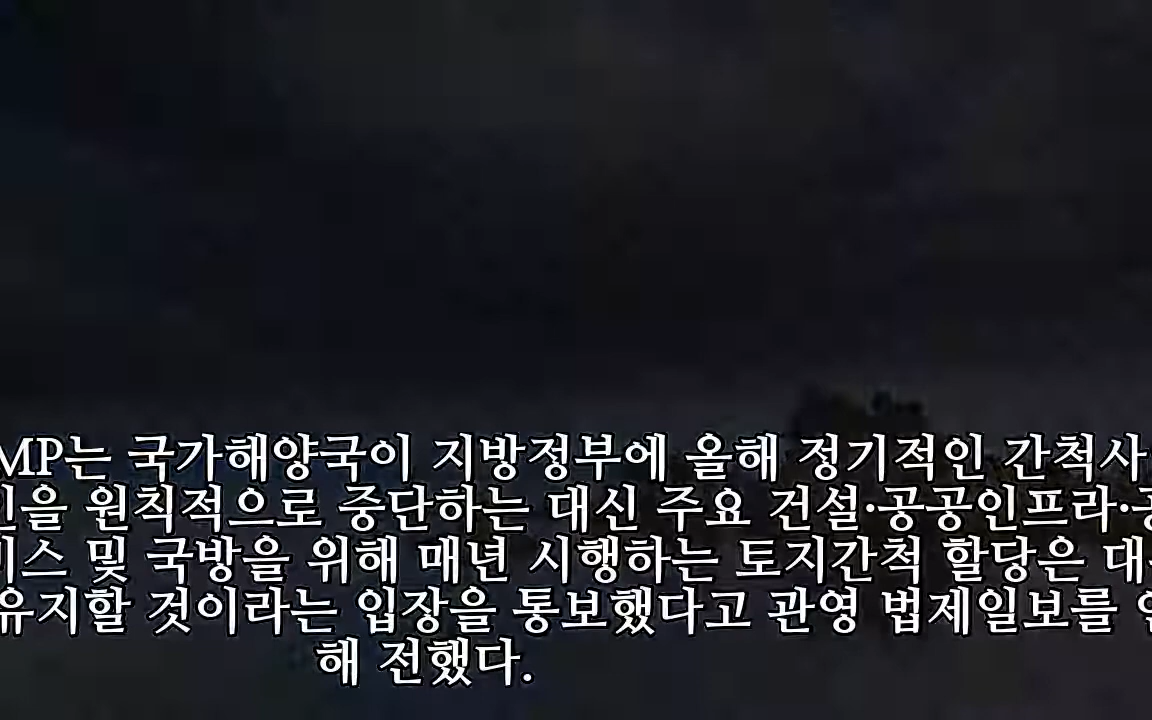 MP는 국가해양국이 지방정부에 올해 정기적인 간척사
원칙적으로 중단하는 대신 주요 건설·공공인프라·
및 국방을 위해 매년 시행하는 토지간척 할당은
유지할 것이라는 입장을 통보했다고 관영 법제일보를
해 전했다.